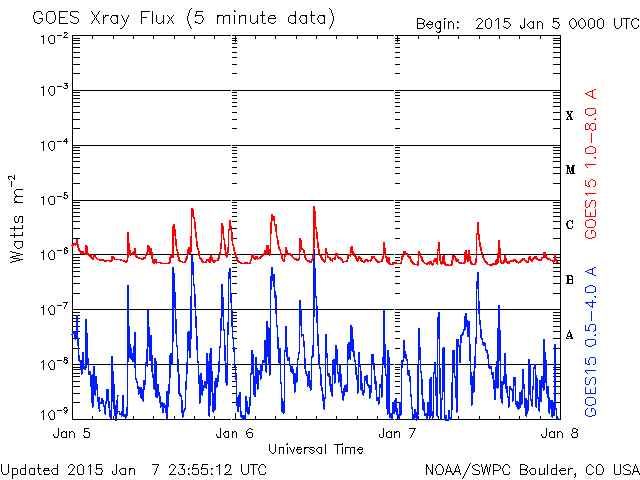 GOES Xray Flux (5 minute data)
Begin: 2015 Jan 5 0000 UTC
10⁻²
10⁻³
10⁻⁴
10⁻⁵
10⁻⁶
10⁻⁷
10⁻⁸
10⁻⁹
Watts m⁻²
X
M
C
B
A
GOES15 1.0-8.0 A
GOES15 0.5-4.0 A
Jan 5
Jan 6
Jan 7
Jan 8
Universal Time
Updated 2015 Jan 7 23:55:12 UTC
NOAA/SWPC Boulder, CO USA